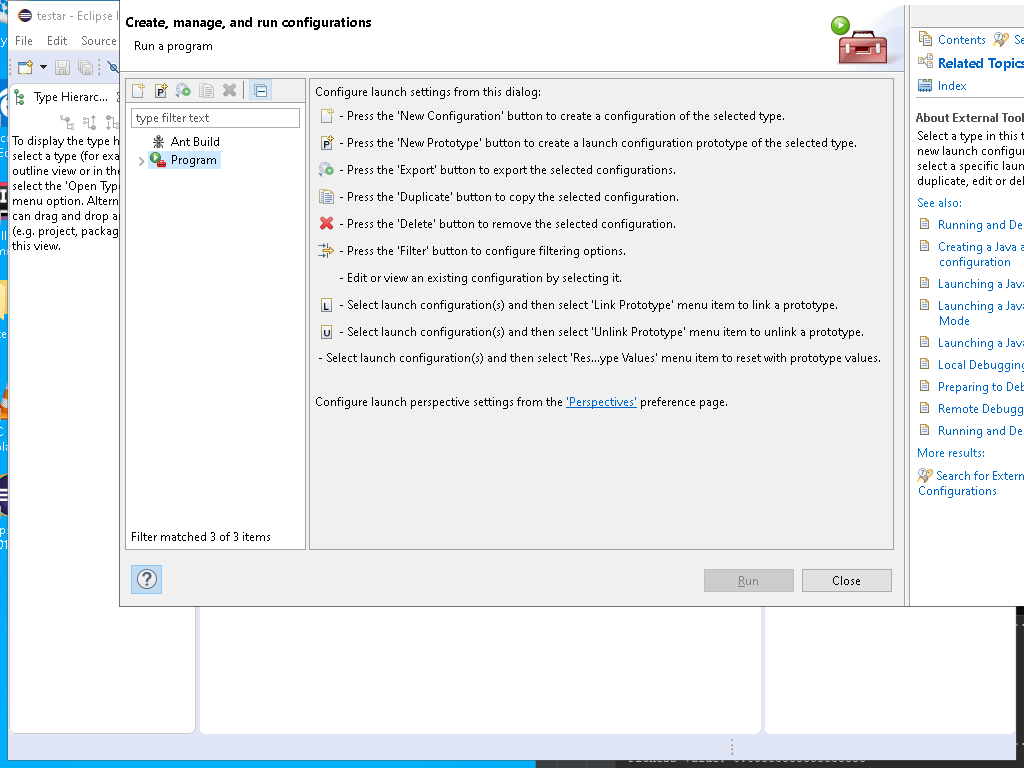 testar - Eclipse I
File Edit Source
Type Hierarc...
To display the type h
select a type (for exa
outline view or in the
select the 'Open Typ
menu option. Altern
can drag and drop a
(e.g. project, packag
this view.
Create, manage, and run configurations
Run a program
type filter text
Ant Build
Program
Filter matched 3 of 3 items
Configure launch settings from this dialog:
- Press the 'New Configuration' button to create a configuration of the selected type.
- Press the 'New Prototype' button to create a launch configuration prototype of the selected type.
- Press the 'Export' button to export the selected configurations.
- Press the 'Duplicate' button to copy the selected configuration.
- Press the 'Delete' button to remove the selected configuration.
- Press the 'Filter' button to configure filtering options.
- Edit or view an existing configuration by selecting it.
L - Select launch configuration(s) and then select 'Link Prototype' menu item to link a prototype.
U - Select launch configuration(s) and then select 'Unlink Prototype' menu item to unlink a prototype.
- Select launch configuration(s) and then select 'Res...ype Values' menu item to reset with prototype values.
Configure launch perspective settings from the 'Perspectives' preference page.
Run
Close
Contents Se
Related Topics
Index
About External Tool
Select a type in this t
new launch configur
select a specific laun
duplicate, edit or del
See also:
Running and De
Creating a Java a
configuration
Launching a Java
Launching a Java
Mode
Launching a Java
Local Debugging
Preparing to Deb
Remote Debugg
Running and De
More results:
Search for Extern
Configurations